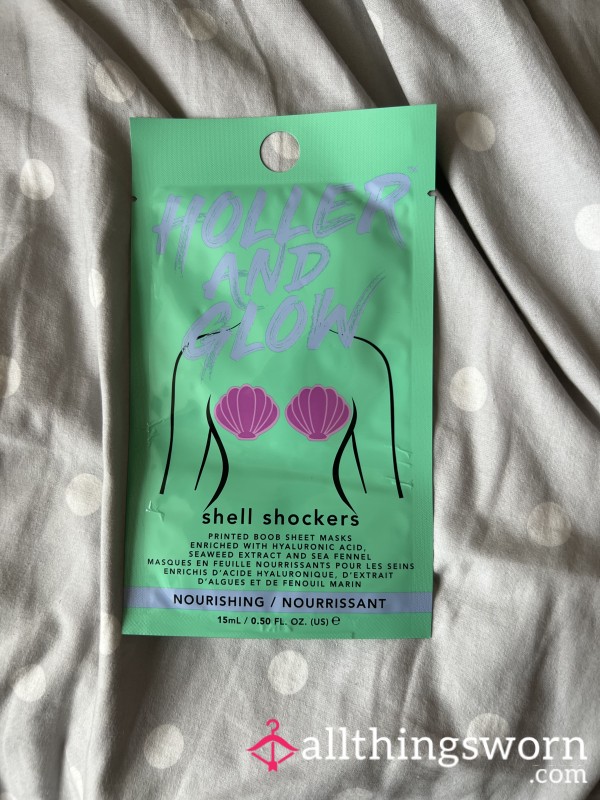 HOLLER™
AND
GLOW
shell shockers
PRINTED BOOB SHEET MASKS
ENRICHED WITH HYALURONIC ACID,
SEAWEED EXTRACT AND SEA FENNEL
MASQUES EN FEUILLE NOURRISSANTS POUR LES SEINS
ENRICHIS D'ACIDE HYALURONIQUE, D'EXTRAIT
D'ALGUES ET DE FENOUIL MARIN
NOURISHING / NOURRISSANT
15mL / 0.50 FL. OZ. (US) ℮
allthingsworn
.com